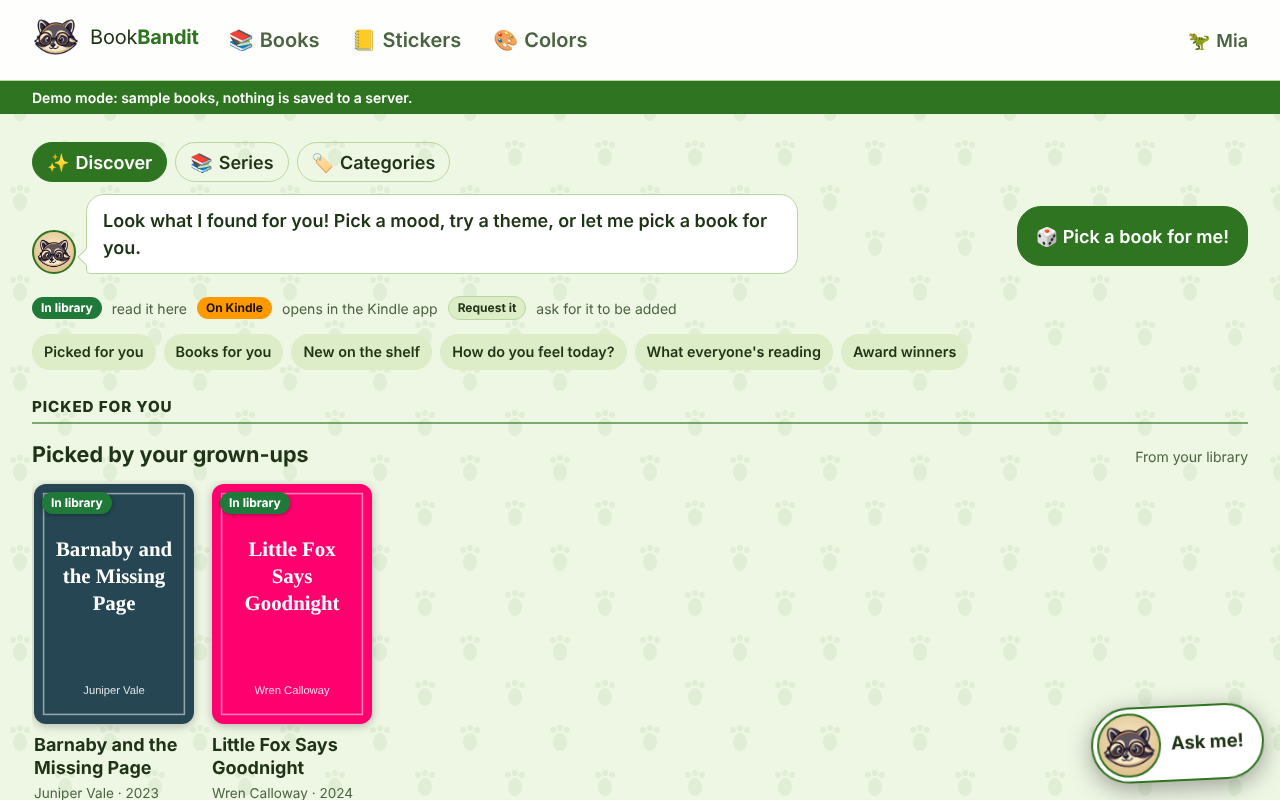 BookBandit
📚 Books
📒 Stickers
🎨 Colors
🦖 Mia
Demo mode: sample books, nothing is saved to a server.
✨ Discover
📚 Series
🏷️ Categories
Look what I found for you! Pick a mood, try a theme, or let me pick a book for
you.
🎲 Pick a book for me!
In library read it here On Kindle opens in the Kindle app Request it ask for it to be added
Picked for you
Books for you
New on the shelf
How do you feel today?
What everyone's reading
Award winners
PICKED FOR YOU
Picked by your grown-ups
From your library
In library
Barnaby and
the Missing
Page
Juniper Vale
Barnaby and the
Missing Page
Juniper Vale · 2023
In library
Little Fox
Says
Goodnight
Wren Calloway
Little Fox Says
Goodnight
Wren Calloway · 2024
Ask me!